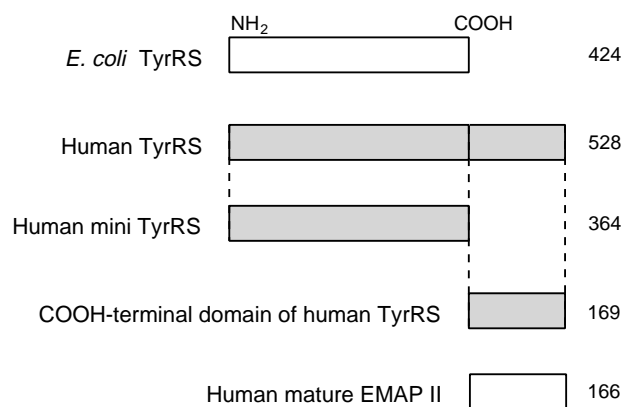 NH₂ COOH
E. coli TyrRS 424
Human TyrRS 528
Human mini TyrRS 364
COOH-terminal domain of human TyrRS 169
Human mature EMAP II 166